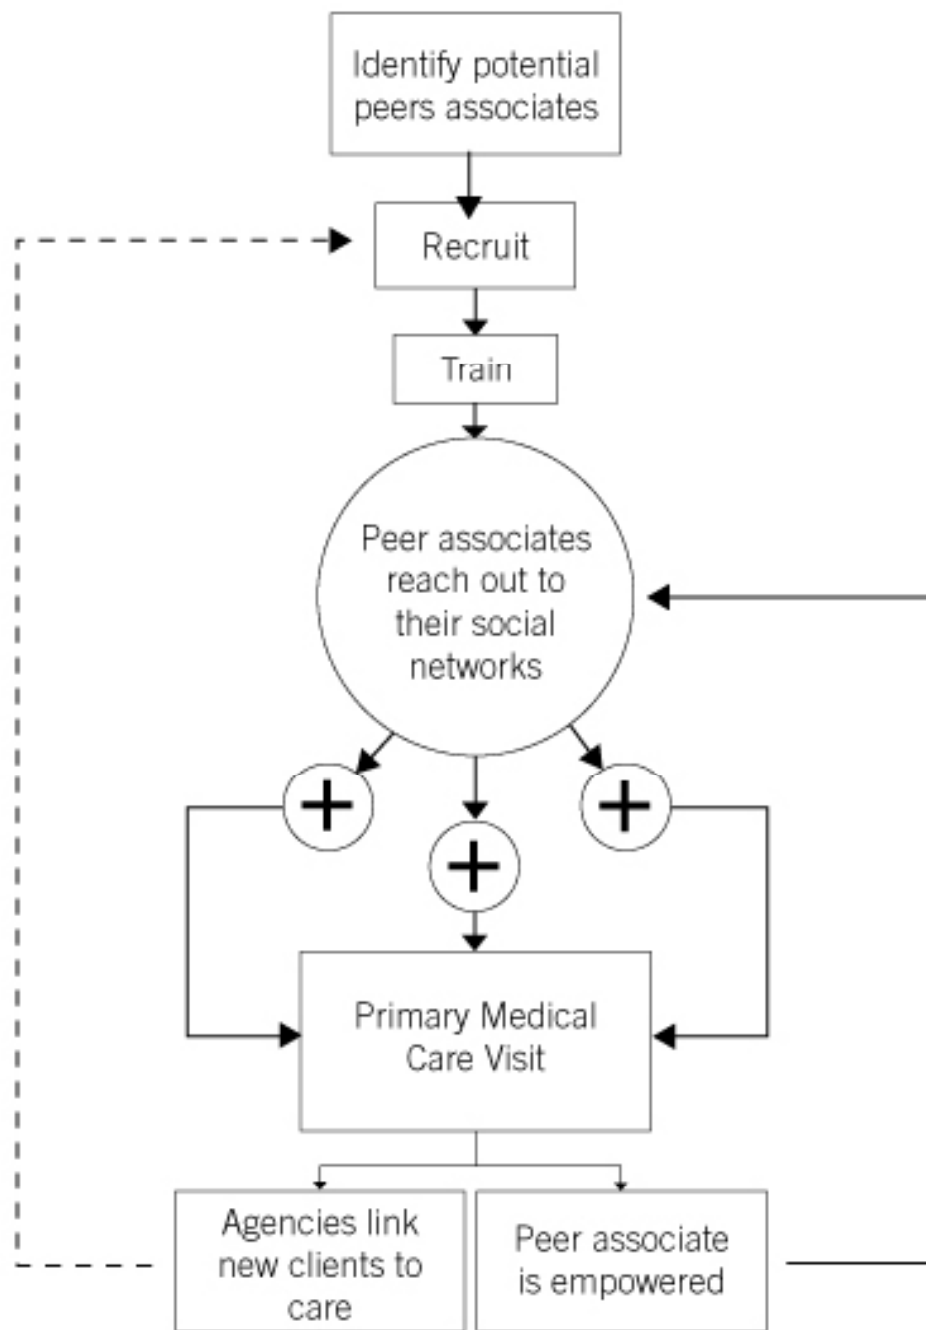 Identify potential
peers associates
Recruit
Train
Peer associates
reach out to
their social
networks
+
+
+
Primary Medical
Care Visit
Agencies link
new clients to
care
Peer associate
is empowered